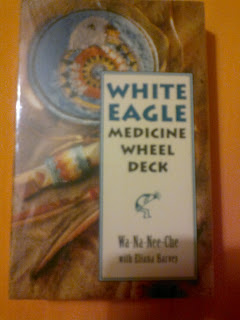 WHITE
EAGLE
MEDICINE
WHEEL
DECK
Wa-Na-Nee-Che
with Eliana Harvey